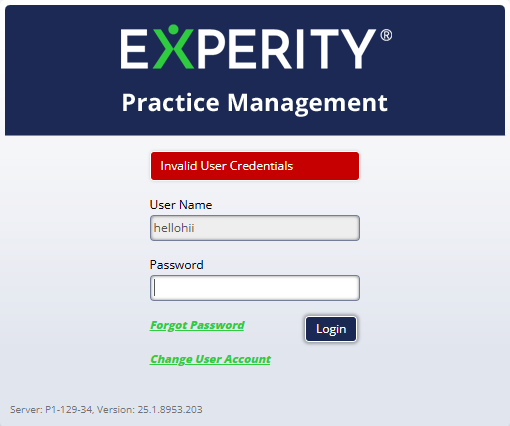 EXPERITY®
Practice Management
Invalid User Credentials
User Name
hellohii
Password
Forgot Password
Login
Change User Account
Server: P1-129-34, Version: 25.1.8953.203